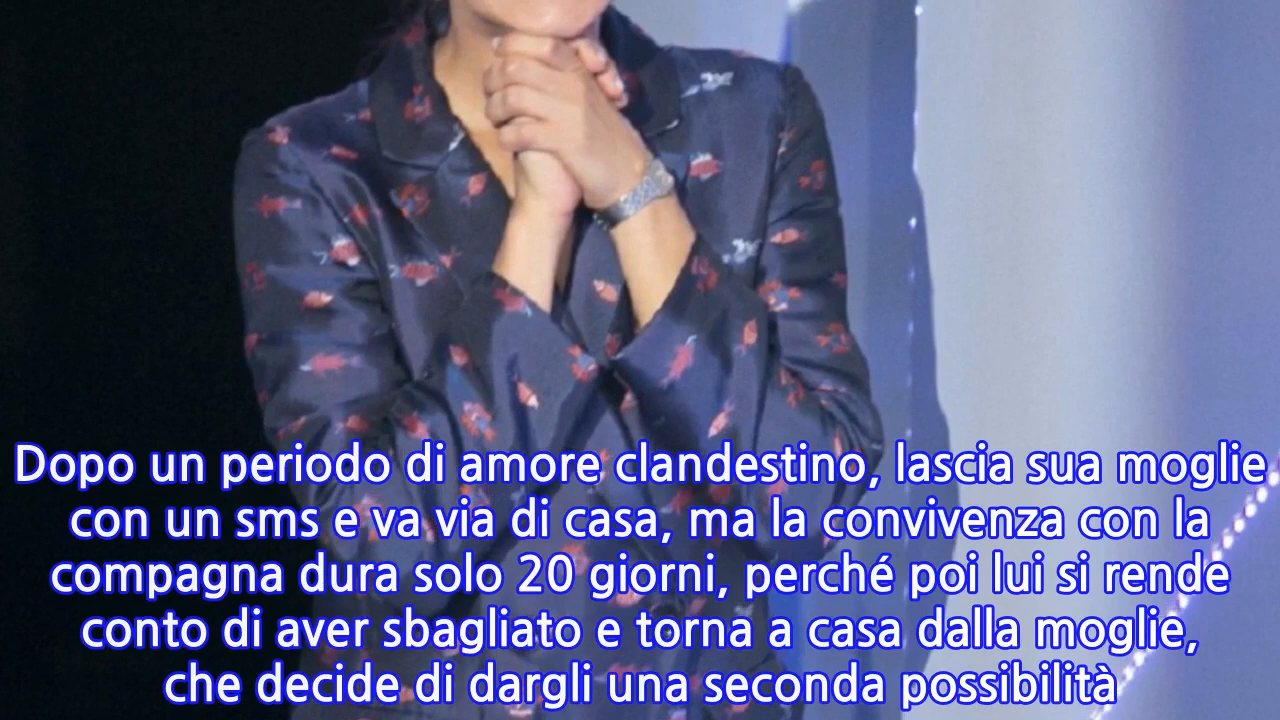 Dopo un periodo di amore clandestino, lascia sua moglie
con un sms e va via di casa, ma la convivenza con la
compagna dura solo 20 giorni, perché poi lui si rende
conto di aver sbagliato e torna a casa dalla moglie,
che decide di dargli una seconda possibilità